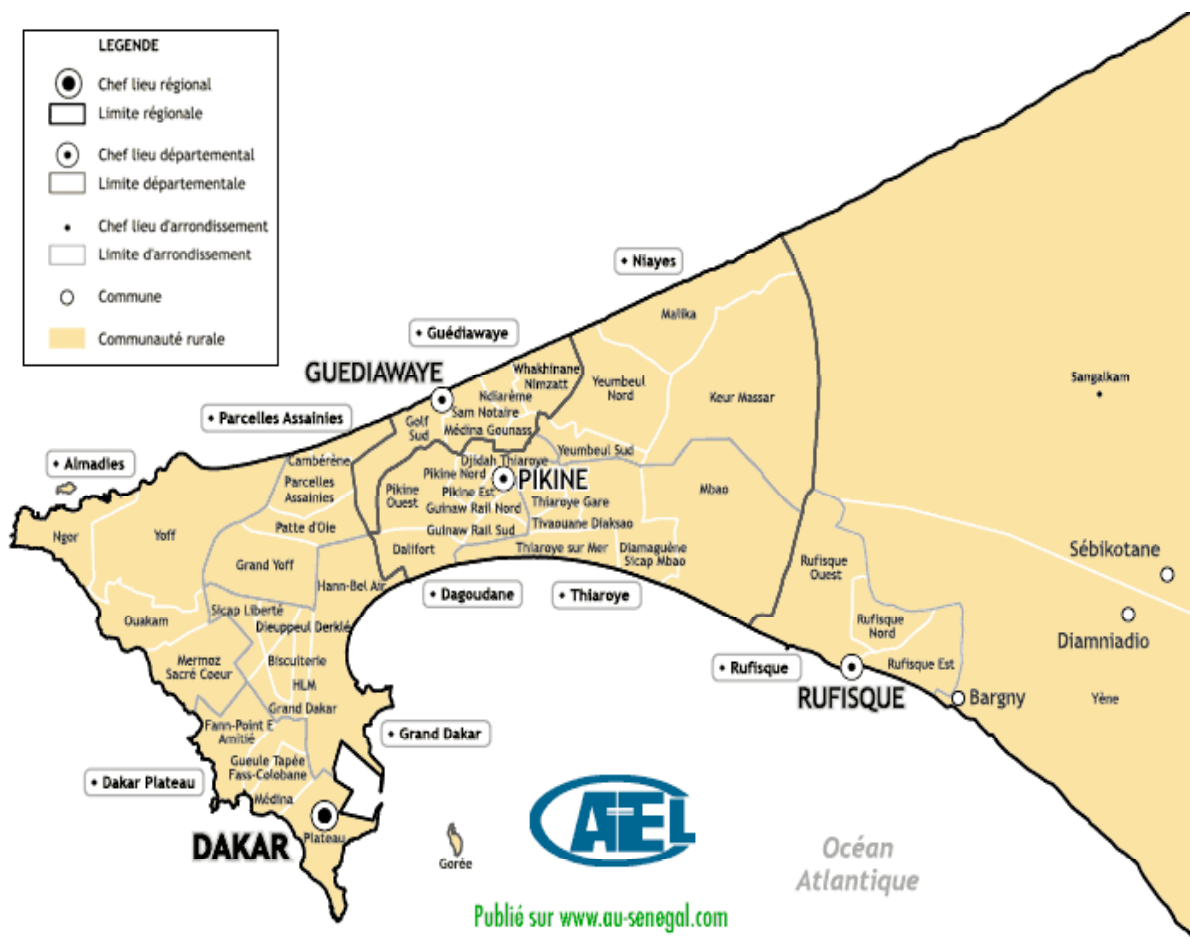 LEGENDE
Chef lieu régional
Limite régionale
Chef lieu départemental
Limite départementale
Chef lieu d'arrondissement
Limite d'arrondissement
Commune
Communauté rurale
Niayes
Malika
Guédiawaye
GUEDIAWAYE
Whakhinane
Nimzatt
Ndiarème
Yeumbeul
Nord
Keur Massar
Sangalkam
Parcelles Assainies
Golf
Sud
Sam Notaire
Médina Gounass
Almadies
Cambérène
Parcelles
Assainies
Djidah Thiaroye
Yeumbeul Sud
Pikine Nord
PIKINE
Pikine
Ouest
Pikine Est
Mbao
Guinaw Rail Nord
Thiaroye Gare
Ngor
Yoff
Patte d'Oie
Guinaw Rail Sud
Tivaouane Diaksao
Dalifort
Thiaroye sur Mer
Diamaguène
Sicap Mbao
Rufisque
Ouest
Sébikotane
Grand Yoff
Hann-Bel Air
Dagoudane
Thiaroye
Ouakam
Sicap Liberté
Dieuppeul Derklé
Rufisque
Nord
Diamniadio
Mermoz
Sacré Coeur
Biscuiterie
HLM
Rufisque
Rufisque Est
RUFISQUE
Bargny
Yène
Grand Dakar
Fann-Point E
Amitié
Grand Dakar
Gueule Tapée
Fass-Colobane
Dakar Plateau
Médina
Plateau
DAKAR
Gorée
ATEL
Océan
Atlantique
Publié sur www.au-senegal.com